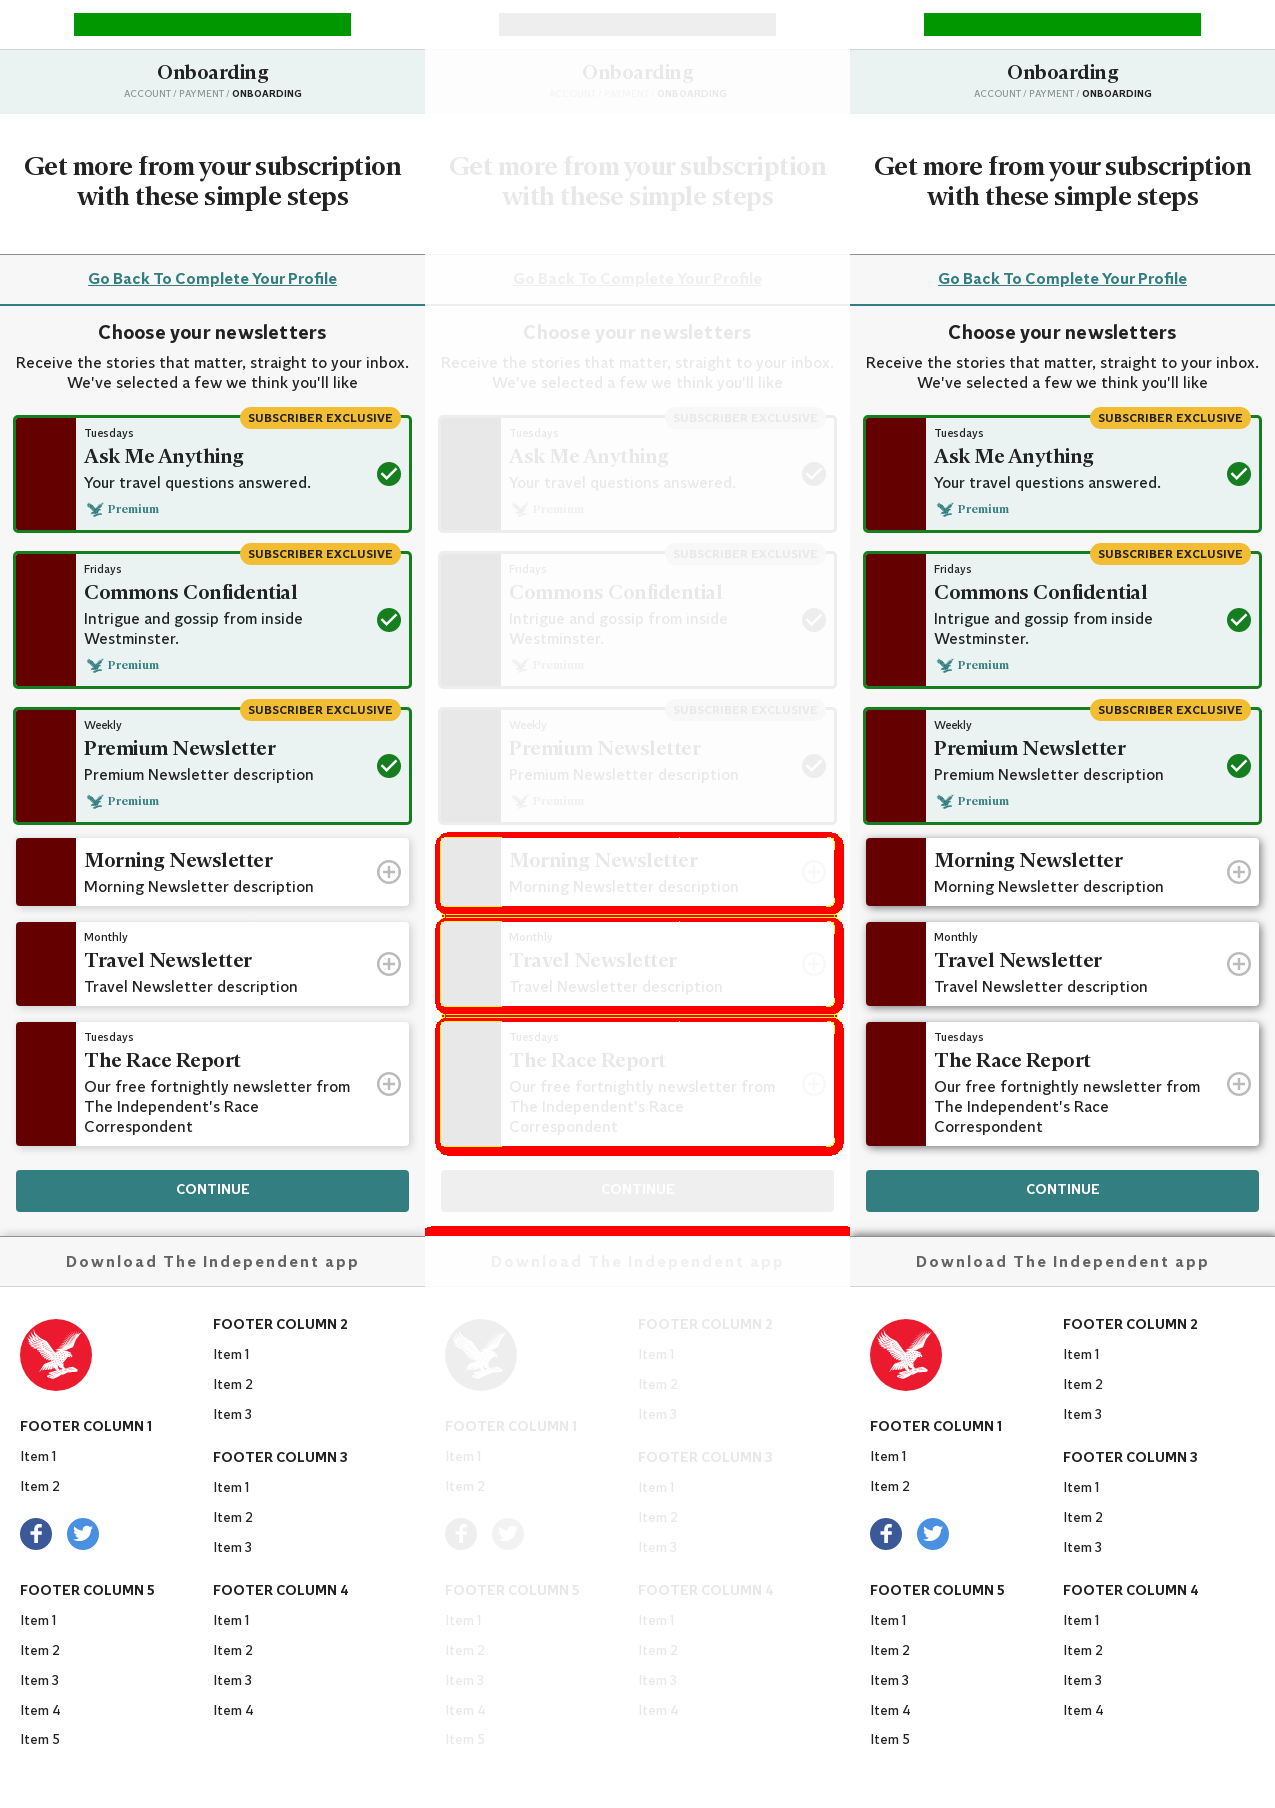 Onboarding
ACCOUNT / PAYMENT / ONBOARDING
Get more from your subscription
with these simple steps
Go Back To Complete Your Profile
Choose your newsletters
Receive the stories that matter, straight to your inbox.
We've selected a few we think you'll like
SUBSCRIBER EXCLUSIVE
Tuesdays
Ask Me Anything
Your travel questions answered.
Premium
SUBSCRIBER EXCLUSIVE
Fridays
Commons Confidential
Intrigue and gossip from inside
Westminster.
Premium
SUBSCRIBER EXCLUSIVE
Weekly
Premium Newsletter
Premium Newsletter description
Premium
Morning Newsletter
Morning Newsletter description
Monthly
Travel Newsletter
Travel Newsletter description
Tuesdays
The Race Report
Our free fortnightly newsletter from
The Independent's Race
Correspondent
CONTINUE
Download The Independent app
FOOTER COLUMN 1
Item 1
Item 2
FOOTER COLUMN 5
Item 1
Item 2
Item 3
Item 4
Item 5
FOOTER COLUMN 2
Item 1
Item 2
Item 3
FOOTER COLUMN 3
Item 1
Item 2
Item 3
FOOTER COLUMN 4
Item 1
Item 2
Item 3
Item 4
Onboarding
ACCOUNT / PAYMENT / ONBOARDING
Get more from your subscription
with these simple steps
Go Back To Complete Your Profile
Choose your newsletters
Receive the stories that matter, straight to your inbox.
We've selected a few we think you'll like
SUBSCRIBER EXCLUSIVE
Tuesdays
Ask Me Anything
Your travel questions answered.
Premium
SUBSCRIBER EXCLUSIVE
Fridays
Commons Confidential
Intrigue and gossip from inside
Westminster.
Premium
SUBSCRIBER EXCLUSIVE
Weekly
Premium Newsletter
Premium Newsletter description
Premium
Morning Newsletter
Morning Newsletter description
Monthly
Travel Newsletter
Travel Newsletter description
Tuesdays
The Race Report
Our free fortnightly newsletter from
The Independent's Race
Correspondent
CONTINUE
Download The Independent app
FOOTER COLUMN 1
Item 1
Item 2
FOOTER COLUMN 5
Item 1
Item 2
Item 3
Item 4
Item 5
FOOTER COLUMN 2
Item 1
Item 2
Item 3
FOOTER COLUMN 3
Item 1
Item 2
Item 3
FOOTER COLUMN 4
Item 1
Item 2
Item 3
Item 4
Onboarding
ACCOUNT / PAYMENT / ONBOARDING
Get more from your subscription
with these simple steps
Go Back To Complete Your Profile
Choose your newsletters
Receive the stories that matter, straight to your inbox.
We've selected a few we think you'll like
SUBSCRIBER EXCLUSIVE
Tuesdays
Ask Me Anything
Your travel questions answered.
Premium
SUBSCRIBER EXCLUSIVE
Fridays
Commons Confidential
Intrigue and gossip from inside
Westminster.
Premium
SUBSCRIBER EXCLUSIVE
Weekly
Premium Newsletter
Premium Newsletter description
Premium
Morning Newsletter
Morning Newsletter description
Monthly
Travel Newsletter
Travel Newsletter description
Tuesdays
The Race Report
Our free fortnightly newsletter from
The Independent's Race
Correspondent
CONTINUE
Download The Independent app
FOOTER COLUMN 1
Item 1
Item 2
FOOTER COLUMN 5
Item 1
Item 2
Item 3
Item 4
Item 5
FOOTER COLUMN 2
Item 1
Item 2
Item 3
FOOTER COLUMN 3
Item 1
Item 2
Item 3
FOOTER COLUMN 4
Item 1
Item 2
Item 3
Item 4